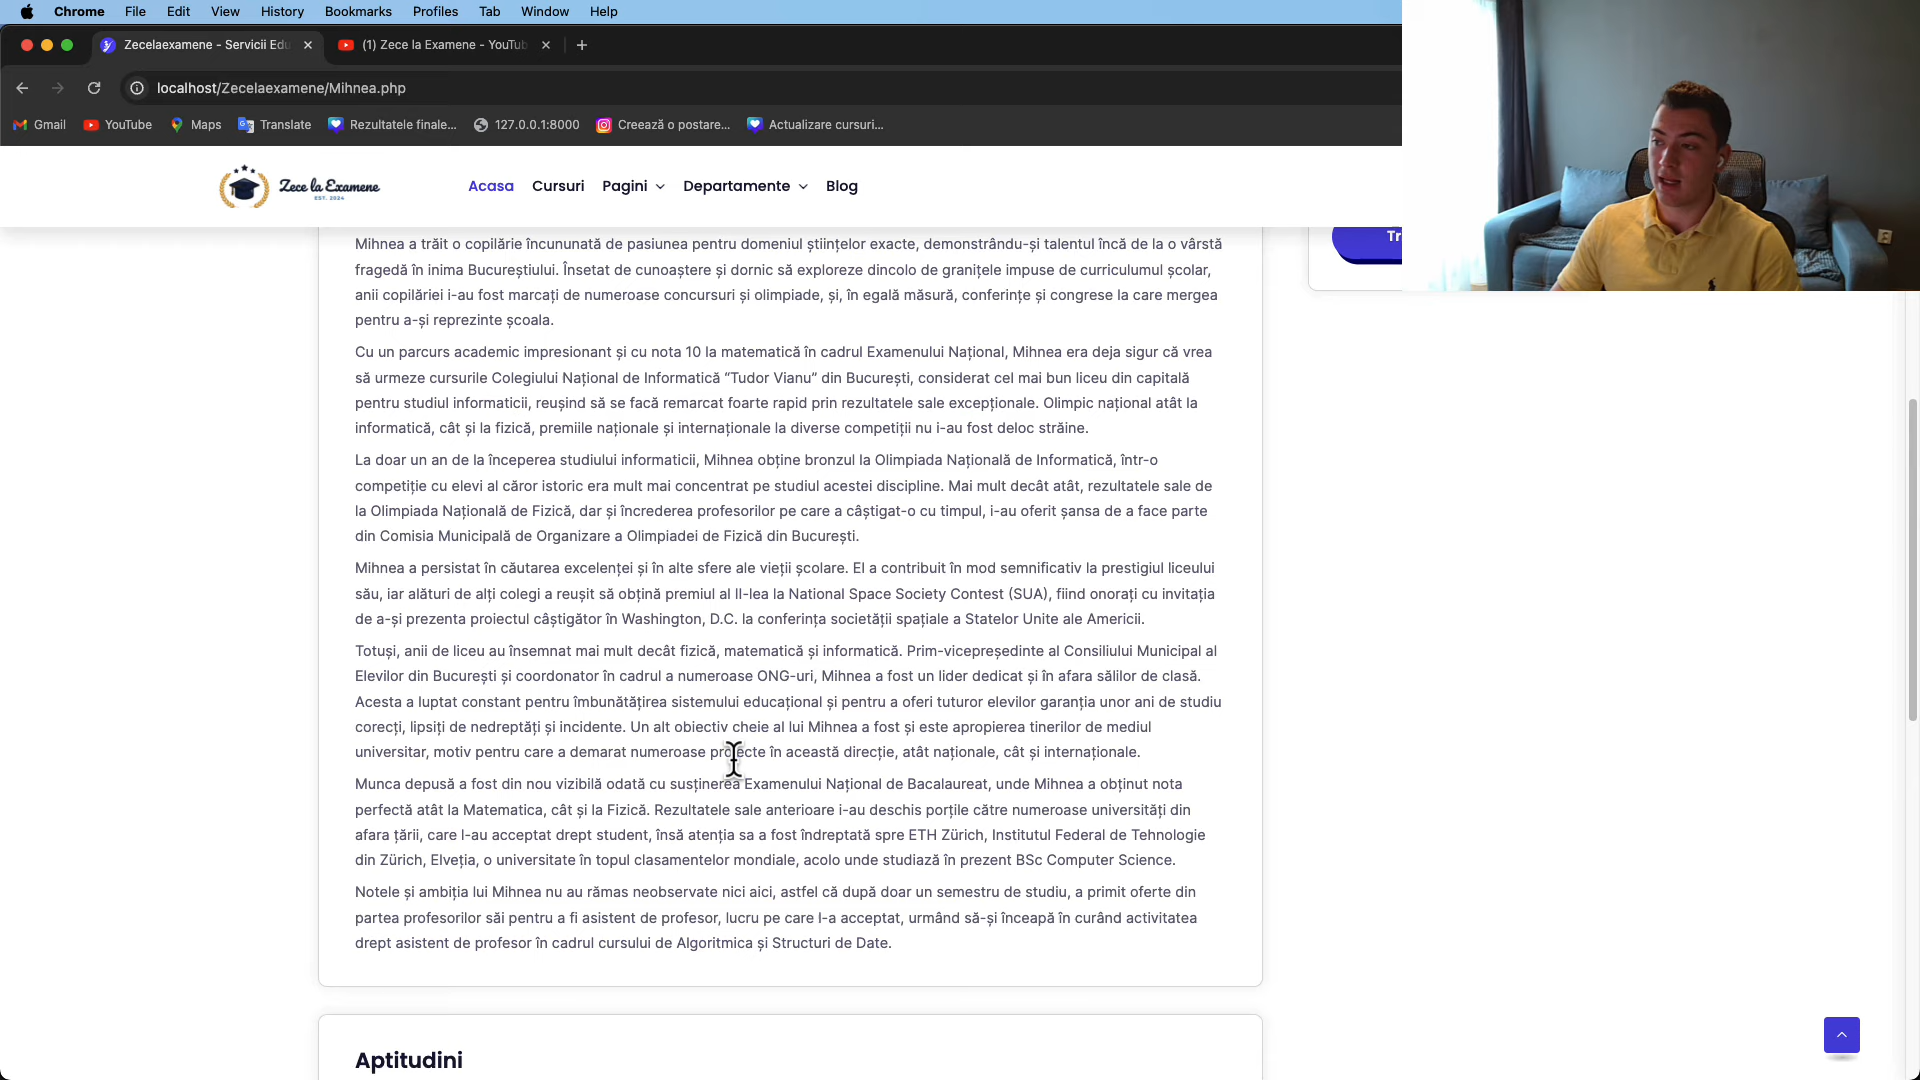 Chrome File Edit View History Bookmarks Profiles Tab Window Help
Zecelaexamene - Servicii Edu
(1) Zece la Examene - YouTub
localhost/Zecelaexamene/Mihnea.php
Gmail YouTube Maps Translate Rezultatele finale... 127.0.0.1:8000 Creează o postare... Actualizare cursuri...
Zece la Examene
EST. 2024
Acasa Cursuri Pagini Departamente Blog
Tr
Mihnea a trăit o copilărie încununată de pasiunea pentru domeniul științelor exacte, demonstrându-și talentul încă de la o vârstă
fragedă în inima Bucureștiului. Însetat de cunoaștere și dornic să exploreze dincolo de granițele impuse de curriculumul școlar,
anii copilăriei i-au fost marcați de numeroase concursuri și olimpiade, și, în egală măsură, conferințe și congrese la care mergea
pentru a-și reprezinte școala.
Cu un parcurs academic impresionant și cu nota 10 la matematică în cadrul Examenului Național, Mihnea era deja sigur că vrea
să urmeze cursurile Colegiului Național de Informatică “Tudor Vianu” din București, considerat cel mai bun liceu din capitală
pentru studiul informaticii, reușind să se facă remarcat foarte rapid prin rezultatele sale excepționale. Olimpic național atât la
informatică, cât și la fizică, premiile naționale și internaționale la diverse competiții nu i-au fost deloc străine.
La doar un an de la începerea studiului informaticii, Mihnea obține bronzul la Olimpiada Națională de Informatică, într-o
competiție cu elevi al căror istoric era mult mai concentrat pe studiul acestei discipline. Mai mult decât atât, rezultatele sale de
la Olimpiada Națională de Fizică, dar și încrederea profesorilor pe care a câștigat-o cu timpul, i-au oferit șansa de a face parte
din Comisia Municipală de Organizare a Olimpiadei de Fizică din București.
Mihnea a persistat în căutarea excelenței și în alte sfere ale vieții școlare. El a contribuit în mod semnificativ la prestigiul liceului
său, iar alături de alți colegi a reușit să obțină premiul al II-lea la National Space Society Contest (SUA), fiind onorați cu invitația
de a-și prezenta proiectul câștigător în Washington, D.C. la conferința societății spațiale a Statelor Unite ale Americii.
Totuși, anii de liceu au însemnat mai mult decât fizică, matematică și informatică. Prim-vicepreședinte al Consiliului Municipal al
Elevilor din București și coordonator în cadrul a numeroase ONG-uri, Mihnea a fost un lider dedicat și în afara sălilor de clasă.
Acesta a luptat constant pentru îmbunătățirea sistemului educațional și pentru a oferi tuturor elevilor garanția unor ani de studiu
corecți, lipsiți de nedreptăți și incidente. Un alt obiectiv cheie al lui Mihnea a fost și este apropierea tinerilor de mediul
universitar, motiv pentru care a demarat numeroase proiecte în această direcție, atât naționale, cât și internaționale.
Munca depusă a fost din nou vizibilă odată cu susținerea Examenului Național de Bacalaureat, unde Mihnea a obținut nota
perfectă atât la Matematica, cât și la Fizică. Rezultatele sale anterioare i-au deschis porțile către numeroase universități din
afara țării, care l-au acceptat drept student, însă atenția sa a fost îndreptată spre ETH Zürich, Institutul Federal de Tehnologie
din Zürich, Elveția, o universitate în topul clasamentelor mondiale, acolo unde studiază în prezent BSc Computer Science.
Notele și ambiția lui Mihnea nu au rămas neobservate nici aici, astfel că după doar un semestru de studiu, a primit oferte din
partea profesorilor săi pentru a fi asistent de profesor, lucru pe care l-a acceptat, urmând să-și înceapă în curând activitatea
drept asistent de profesor în cadrul cursului de Algoritmica și Structuri de Date.
Aptitudini